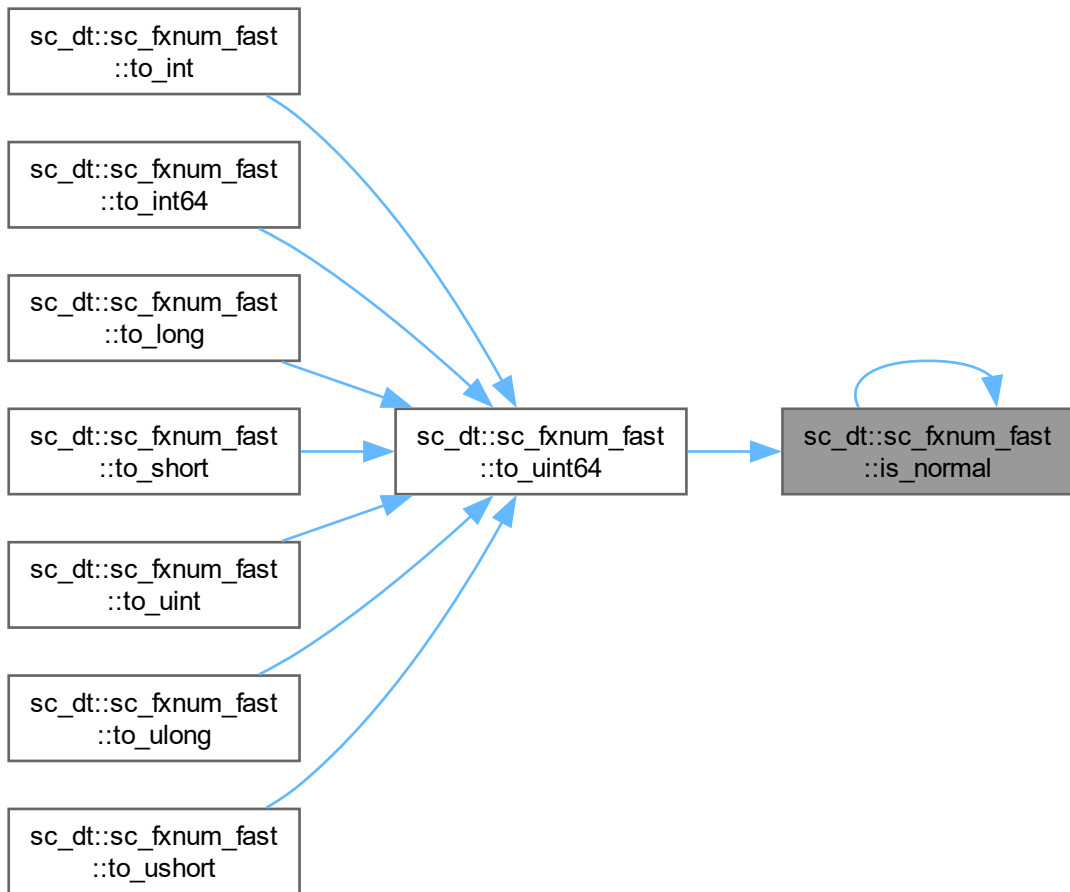 sc_dt::sc_fxnum_fast
::to_int
sc_dt::sc_fxnum_fast
::to_int64
sc_dt::sc_fxnum_fast
::to_long
sc_dt::sc_fxnum_fast
::to_short
sc_dt::sc_fxnum_fast
::to_uint
sc_dt::sc_fxnum_fast
::to_ulong
sc_dt::sc_fxnum_fast
::to_ushort
sc_dt::sc_fxnum_fast
::to_uint64
sc_dt::sc_fxnum_fast
::is_normal